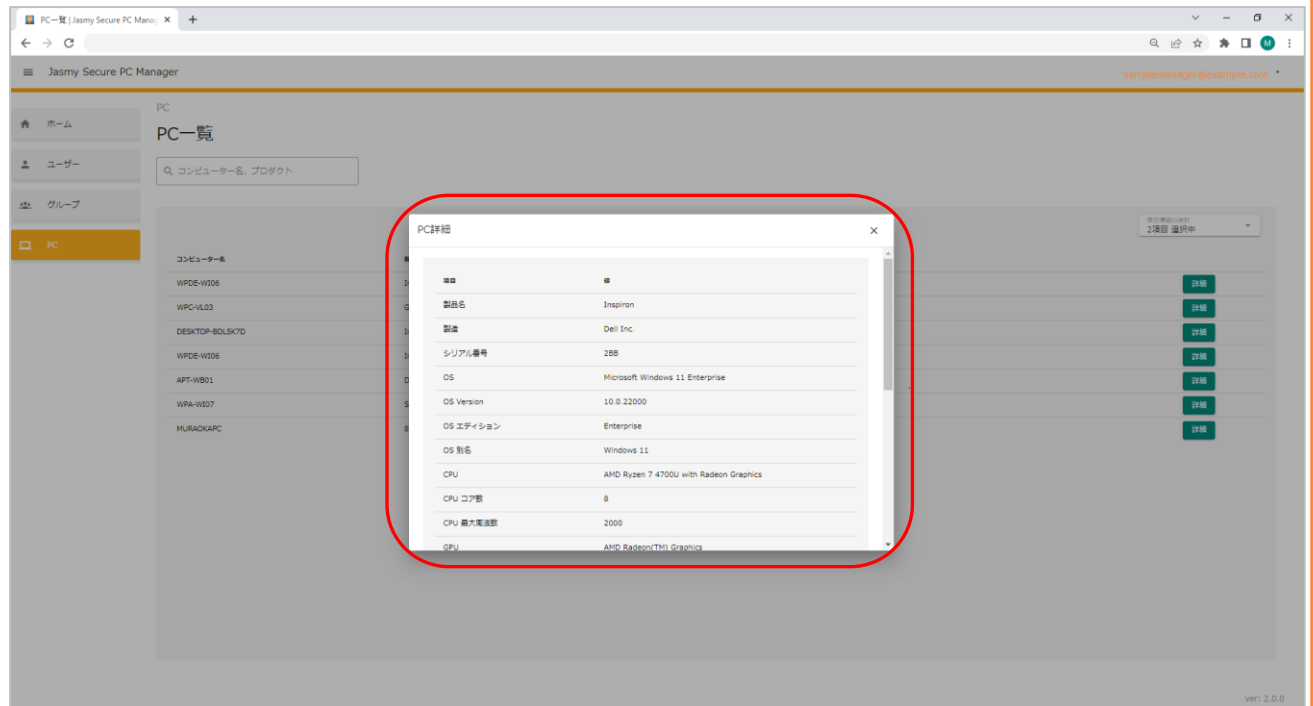 PC一覧 | Jasmy Secure PC Manag
M
Jasmy Secure PC Manager
samplemanager@example.com
ホーム
ユーザー
グループ
PC
PC
PC一覧
コンピューター名、プロダクト
表示項目の選択
2項目 選択中
コンピューター名
WPDE-WI06 詳細
WPC-VL03 詳細
DESKTOP-BDLSK7D 詳細
WPDE-WI06 詳細
APT-WB01 詳細
WPA-WI07 詳細
MURAOKAPC 詳細
PC詳細
項目 値
製品名 Inspiron
製造 Dell Inc.
シリアル番号 2BB
OS Microsoft Windows 11 Enterprise
OS Version 10.0.22000
OS エディション Enterprise
OS 別名 Windows 11
CPU AMD Ryzen 7 4700U with Radeon Graphics
CPU コア数 8
CPU 最大周波数 2000
GPU AMD Radeon(TM) Graphics
ver: 2.0.0